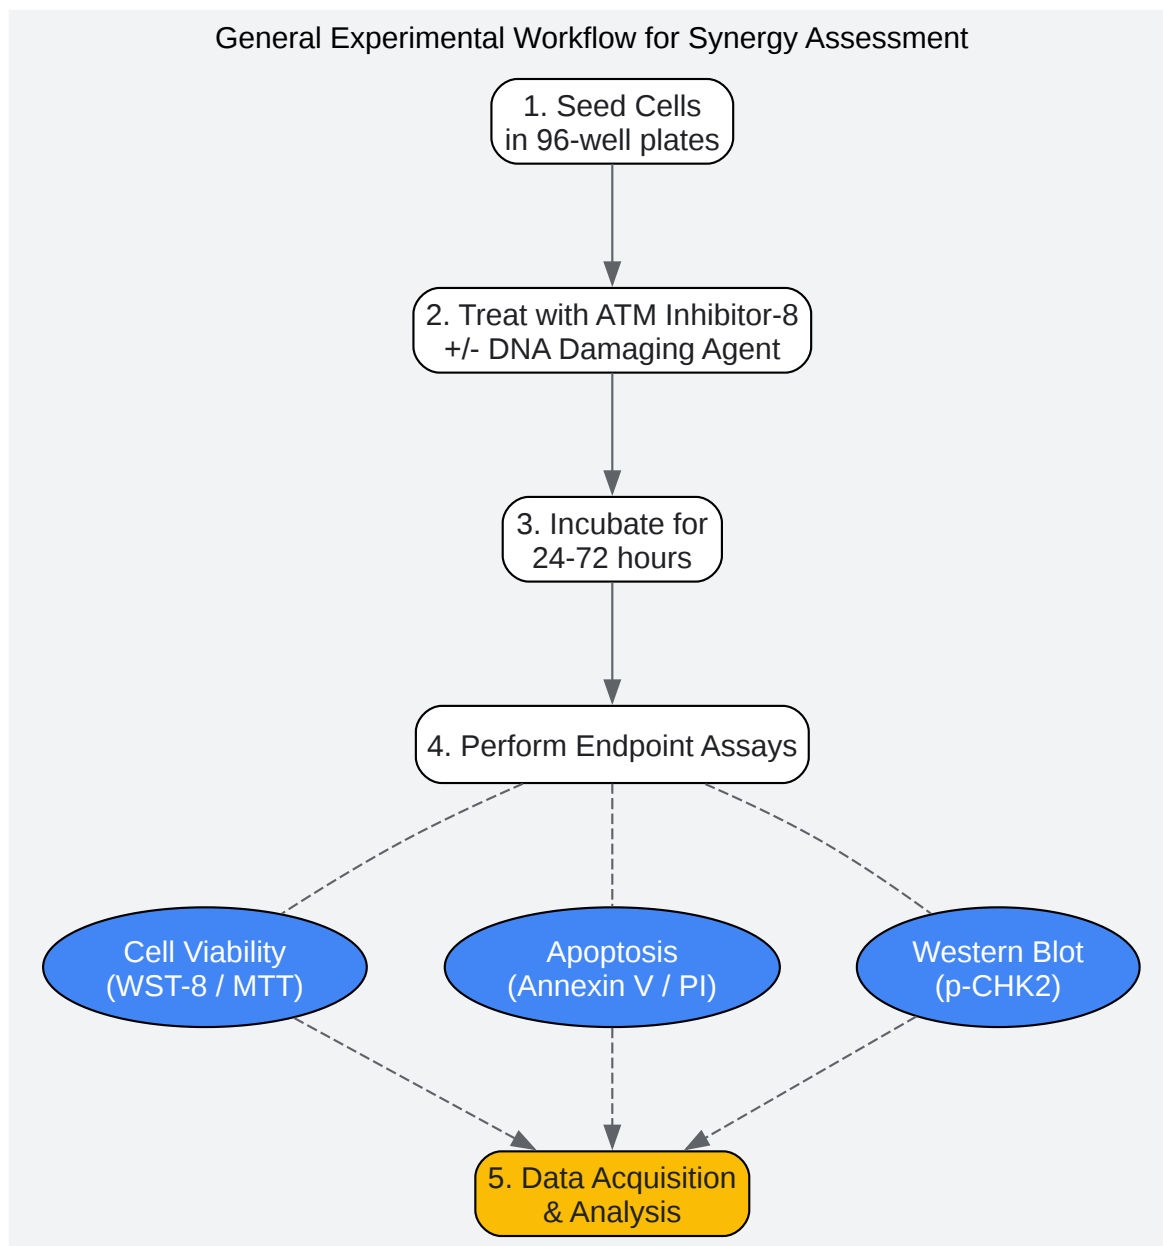 General Experimental Workflow for Synergy Assessment
1. Seed Cells
in 96-well plates
2. Treat with ATM Inhibitor-8
+/- DNA Damaging Agent
3. Incubate for
24-72 hours
4. Perform Endpoint Assays
Cell Viability
(WST-8 / MTT)
Apoptosis
(Annexin V / PI)
Western Blot
(p-CHK2)
5. Data Acquisition
& Analysis